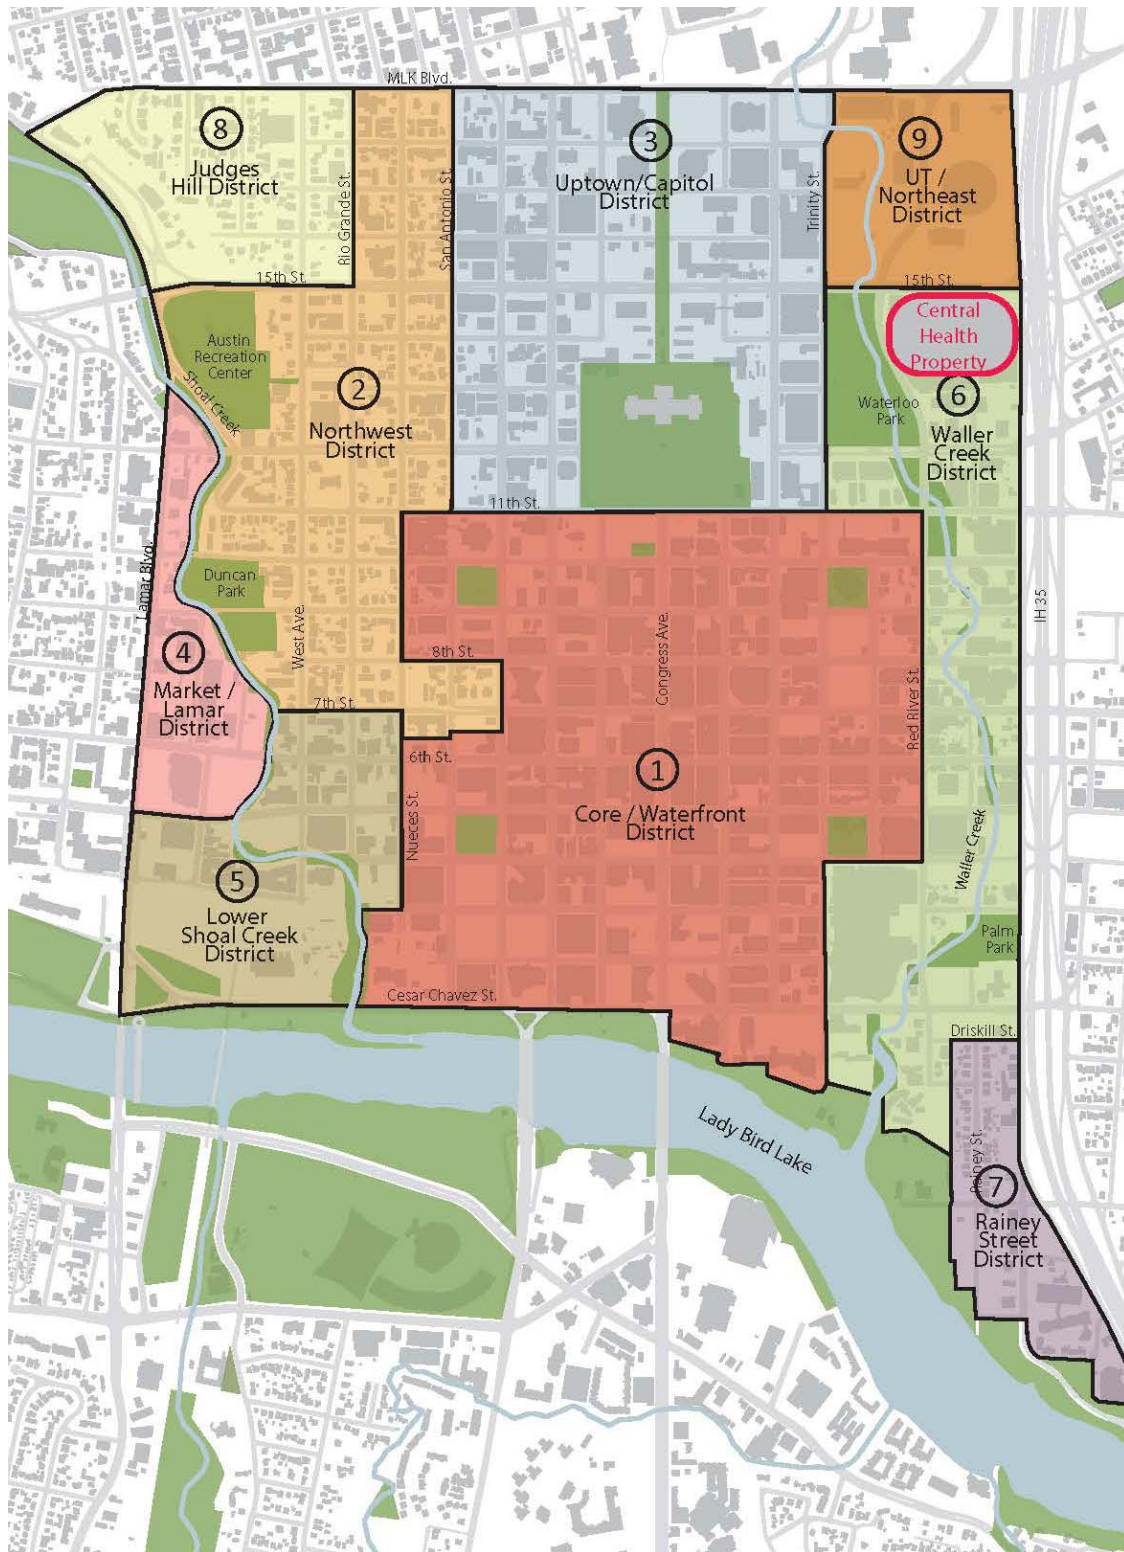 MLK Blvd.
8
Judges
Hill District
Rio Grande St.
San Antonio St.
3
Uptown/Capitol
District
Trinity St.
9
UT /
Northeast
District
15th St.
15th St.
Central
Health
Property
Austin
Recreation
Center
Shoal Creek
2
Northwest
District
Waterloo
Park
6
Waller
Creek
District
11th St.
Lamar Blvd.
Duncan
Park
West Ave.
IH 35
4
Market /
Lamar
District
8th St.
Congress Ave.
Red River St.
7th St.
6th St.
1
Core / Waterfront
District
Nueces St.
Waller Creek
5
Lower
Shoal Creek
District
Palm
Park
Cesar Chavez St.
Driskill St.
Lady Bird Lake
Rainey St.
7
Rainey
Street
District